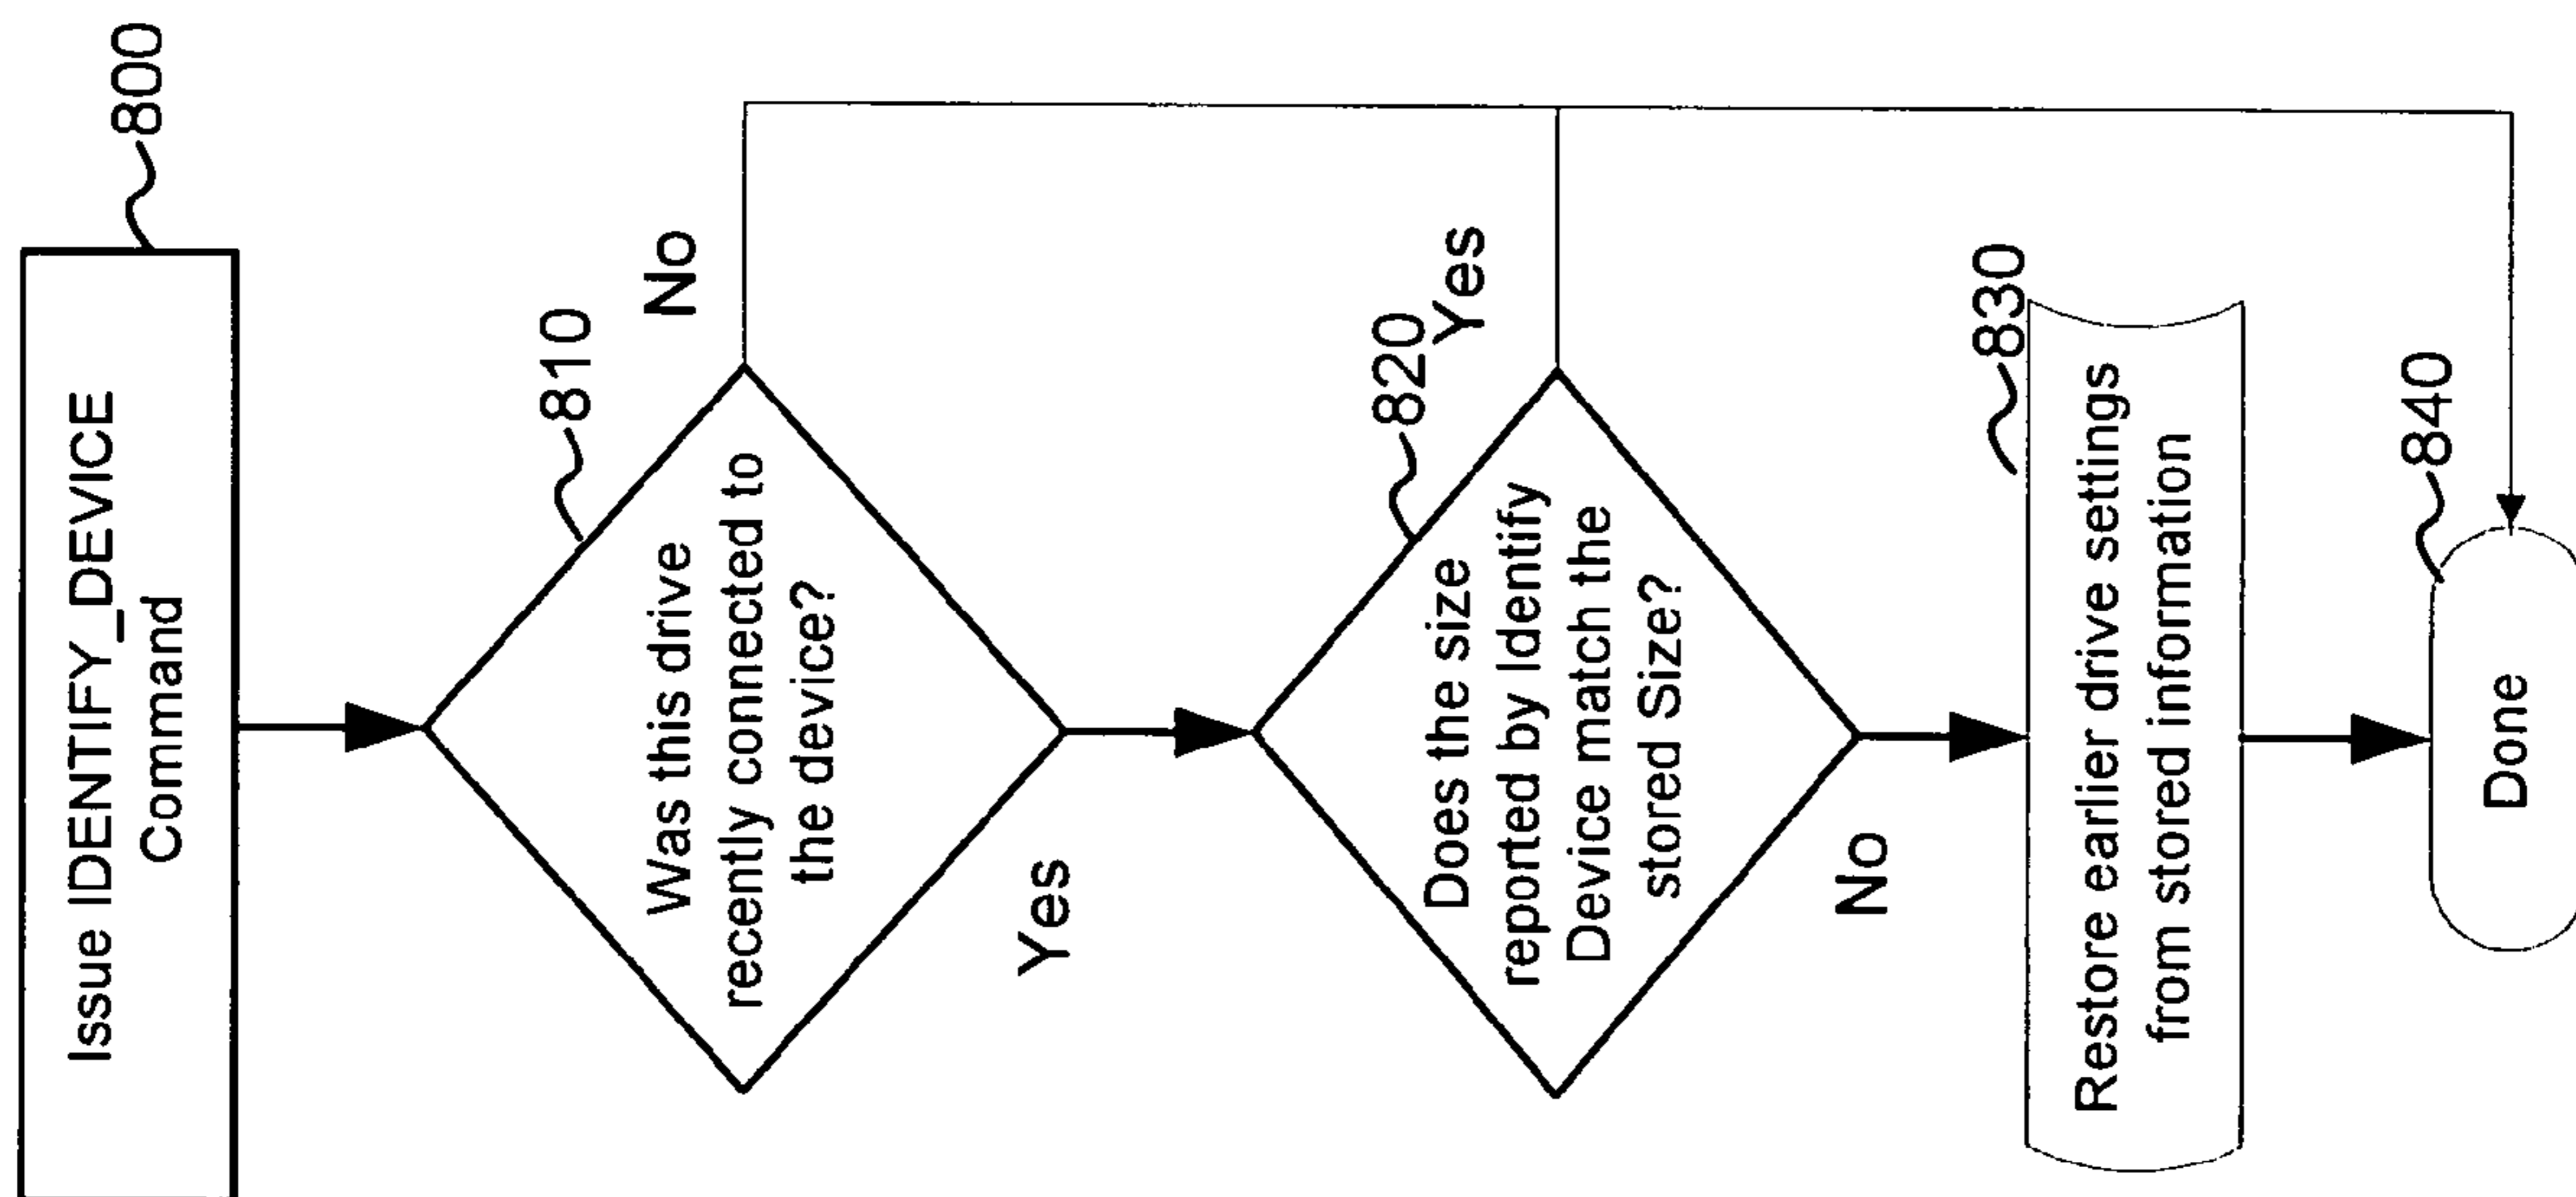 Issue IDENTIFY_DEVICE
Command
800
Was this drive
recently connected to
the device?
810
No
Yes
Does the size
reported by Identify
Device match the
stored Size?
820
Yes
No
Restore earlier drive settings
from stored information
830
Done
840